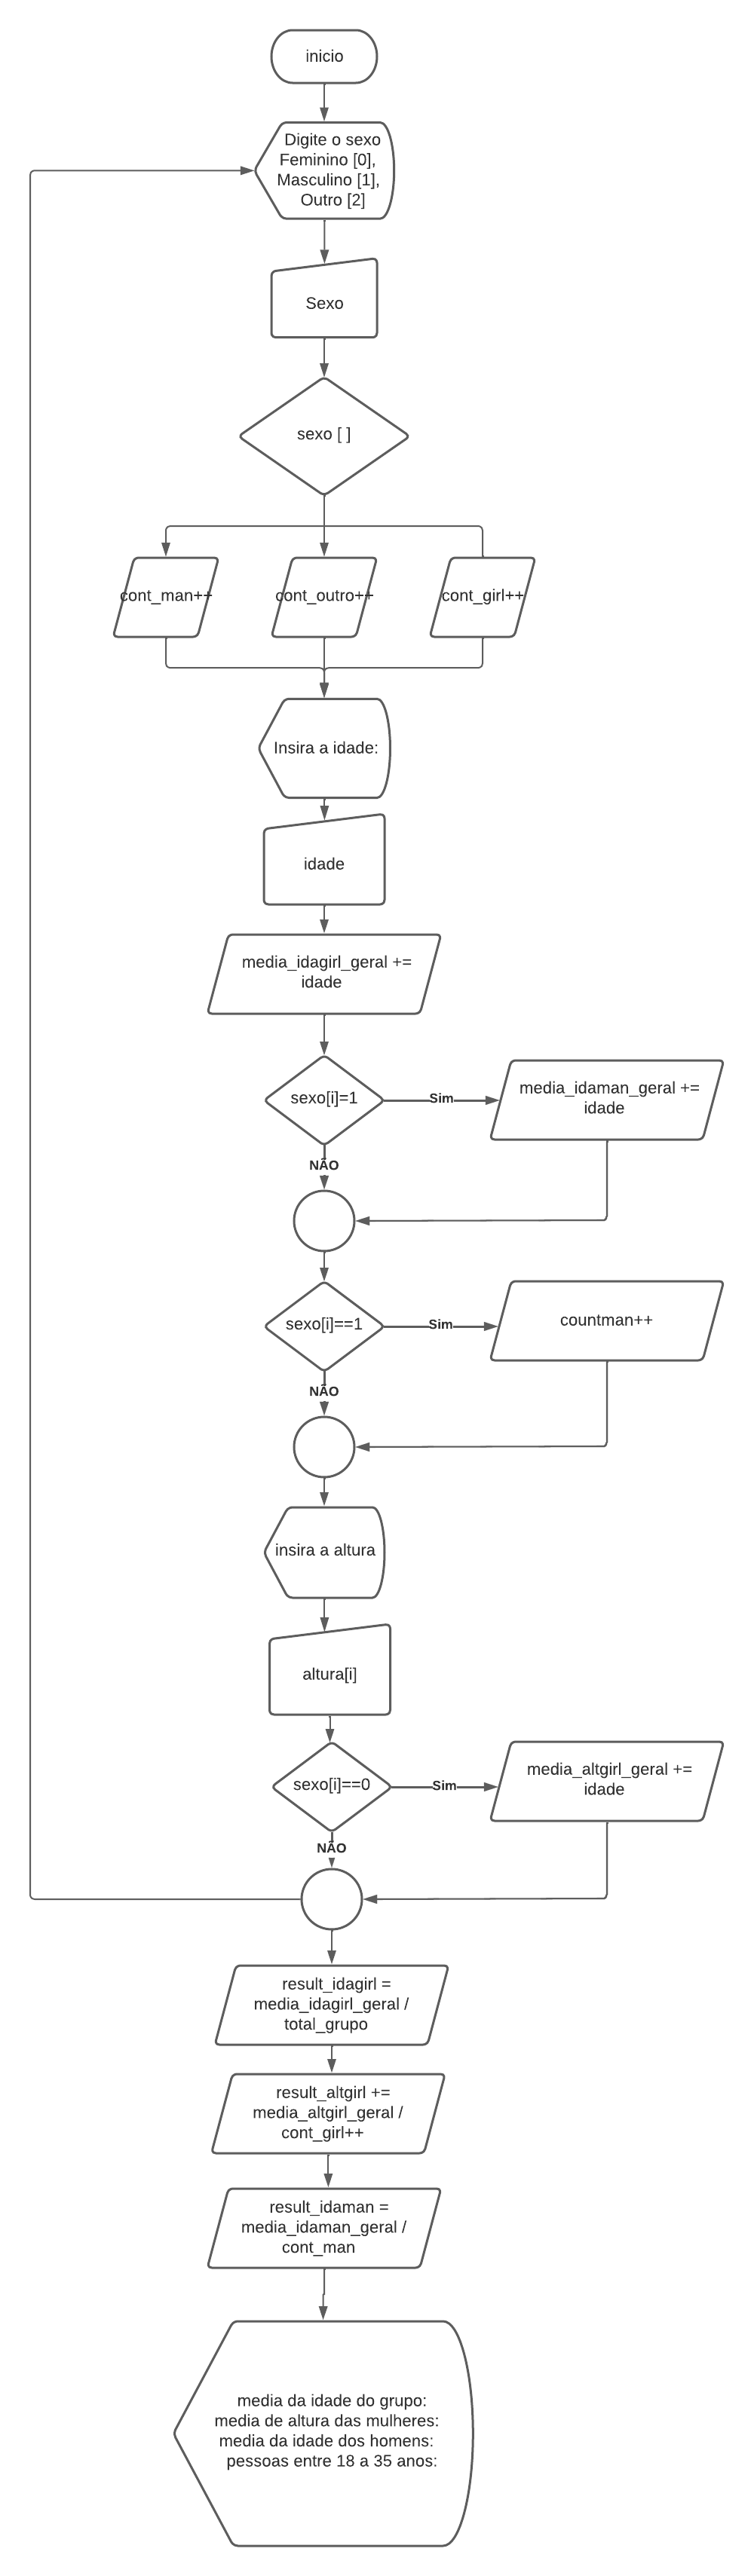 inicio
Digite o sexo
Feminino [0],
Masculino [1],
Outro [2]
Sexo
sexo [ ]
cont_man++
cont_outro++
cont_girl++
Insira a idade:
idade
media_idagirl_geral +=
idade
sexo[i]=1
Sim
media_idaman_geral +=
idade
NÃO
sexo[i]==1
Sim
countman++
NÃO
insira a altura
altura[i]
sexo[i]==0
Sim
media_altgirl_geral +=
idade
NÃO
result_idagirl =
media_idagirl_geral /
total_grupo
result_altgirl +=
media_altgirl_geral /
cont_girl++
result_idaman =
media_idaman_geral /
cont_man
media da idade do grupo:
media de altura das mulheres:
media da idade dos homens:
pessoas entre 18 a 35 anos: